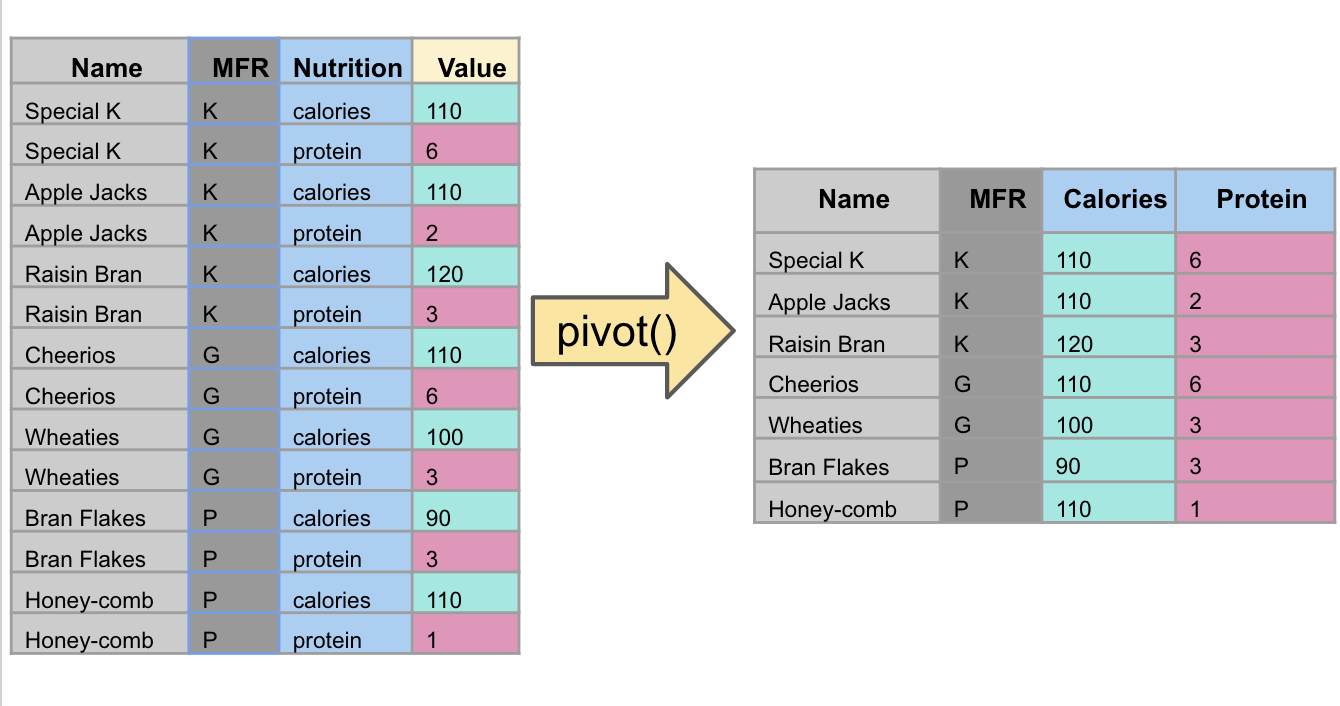 Name MFR Nutrition Value
Special K K calories 110
Special K K protein 6
Apple Jacks K calories 110
Apple Jacks K protein 2
Raisin Bran K calories 120
Raisin Bran K protein 3
Cheerios G calories 110
Cheerios G protein 6
Wheaties G calories 100
Wheaties G protein 3
Bran Flakes P calories 90
Bran Flakes P protein 3
Honey-comb P calories 110
Honey-comb P protein 1
pivot()
Name MFR Calories Protein
Special K K 110 6
Apple Jacks K 110 2
Raisin Bran K 120 3
Cheerios G 110 6
Wheaties G 100 3
Bran Flakes P 90 3
Honey-comb P 110 1